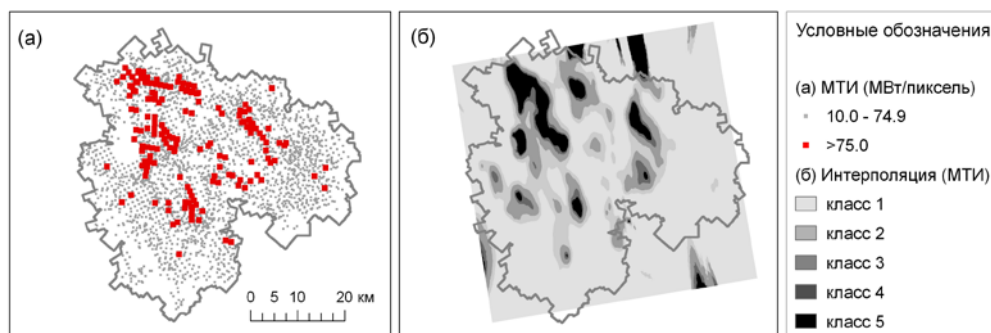 (а)
0 5 10 20 км
(б)
Условные обозначения
(а) МТИ (МВт/пиксель)
10.0 - 74.9
>75.0
(б) Интерполяция (МТИ)
класс 1
класс 2
класс 3
класс 4
класс 5